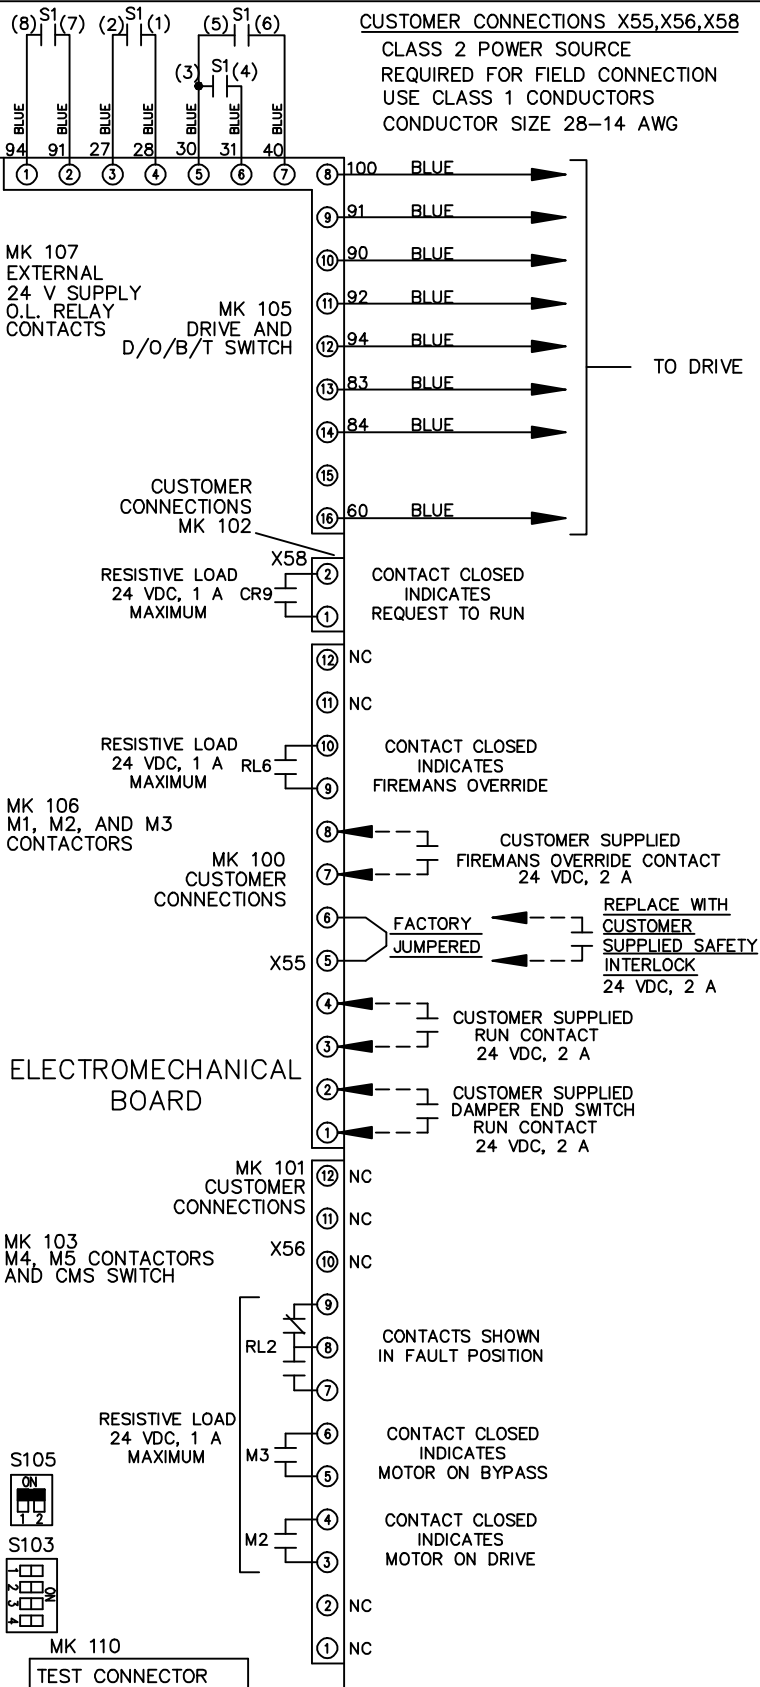 CUSTOMER CONNECTIONS X55,X56,X58
CLASS 2 POWER SOURCE
REQUIRED FOR FIELD CONNECTION
USE CLASS 1 CONDUCTORS
CONDUCTOR SIZE 28-14 AWG
(8) S1 (7)
(2) S1 (1)
(5) S1 (6)
(3) S1 (4)
BLUE BLUE BLUE BLUE BLUE BLUE BLUE
94 91 27 28 30 31 40
1 2 3 4 5 6 7
8 100 BLUE
9 91 BLUE
10 90 BLUE
11 92 BLUE
12 94 BLUE
13 83 BLUE
14 84 BLUE
15
16 60 BLUE
TO DRIVE
MK 107
EXTERNAL
24 V SUPPLY
O.L. RELAY
CONTACTS
MK 105
DRIVE AND
D/O/B/T SWITCH
CUSTOMER
CONNECTIONS
MK 102
X58
2
1
RESISTIVE LOAD
24 VDC, 1 A
MAXIMUM
CR9
CONTACT CLOSED
INDICATES
REQUEST TO RUN
12 NC
11 NC
10
9
RESISTIVE LOAD
24 VDC, 1 A
MAXIMUM
RL6
CONTACT CLOSED
INDICATES
FIREMANS OVERRIDE
MK 106
M1, M2, AND M3
CONTACTORS
MK 100
CUSTOMER
CONNECTIONS
8
7
CUSTOMER SUPPLIED
FIREMANS OVERRIDE CONTACT
24 VDC, 2 A
6
5
FACTORY
JUMPERED
REPLACE WITH
CUSTOMER
SUPPLIED SAFETY
INTERLOCK
24 VDC, 2 A
X55
4
3
CUSTOMER SUPPLIED
RUN CONTACT
24 VDC, 2 A
ELECTROMECHANICAL
BOARD
2
1
CUSTOMER SUPPLIED
DAMPER END SWITCH
RUN CONTACT
24 VDC, 2 A
MK 101
CUSTOMER
CONNECTIONS
12 NC
11 NC
10 NC
X56
MK 103
M4, M5 CONTACTORS
AND CMS SWITCH
9
8
7
RL2
CONTACTS SHOWN
IN FAULT POSITION
RESISTIVE LOAD
24 VDC, 1 A
MAXIMUM
6
5
M3
CONTACT CLOSED
INDICATES
MOTOR ON BYPASS
4
3
M2
CONTACT CLOSED
INDICATES
MOTOR ON DRIVE
2 NC
1 NC
S105
ON
1 2
S103
1
2
3
4
ON
MK 110
TEST CONNECTOR